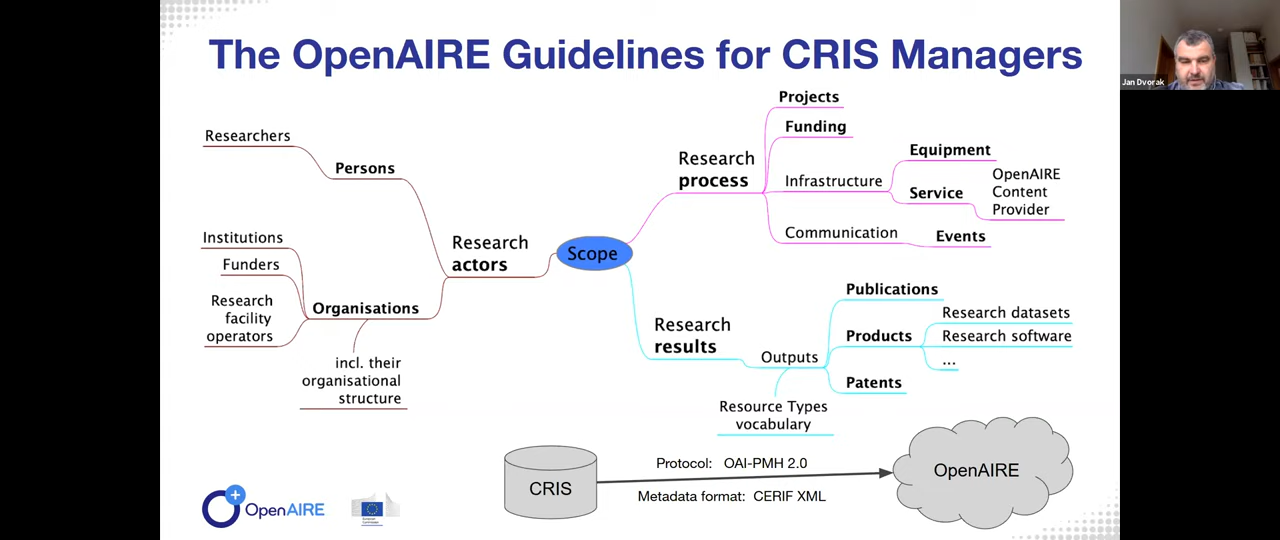 The OpenAIRE Guidelines for CRIS Managers
Jan Dvorak
Researchers
Persons
Institutions
Funders
Research
facility
operators
Organisations
incl. their
organisational
structure
Research
actors
Scope
Research
process
Projects
Funding
Infrastructure
Equipment
Service
OpenAIRE
Content
Provider
Communication
Events
Research
results
Outputs
Resource Types
vocabulary
Publications
Products
Research datasets
Research software
...
Patents
CRIS
Protocol: OAI-PMH 2.0
Metadata format: CERIF XML
OpenAIRE
OpenAIRE